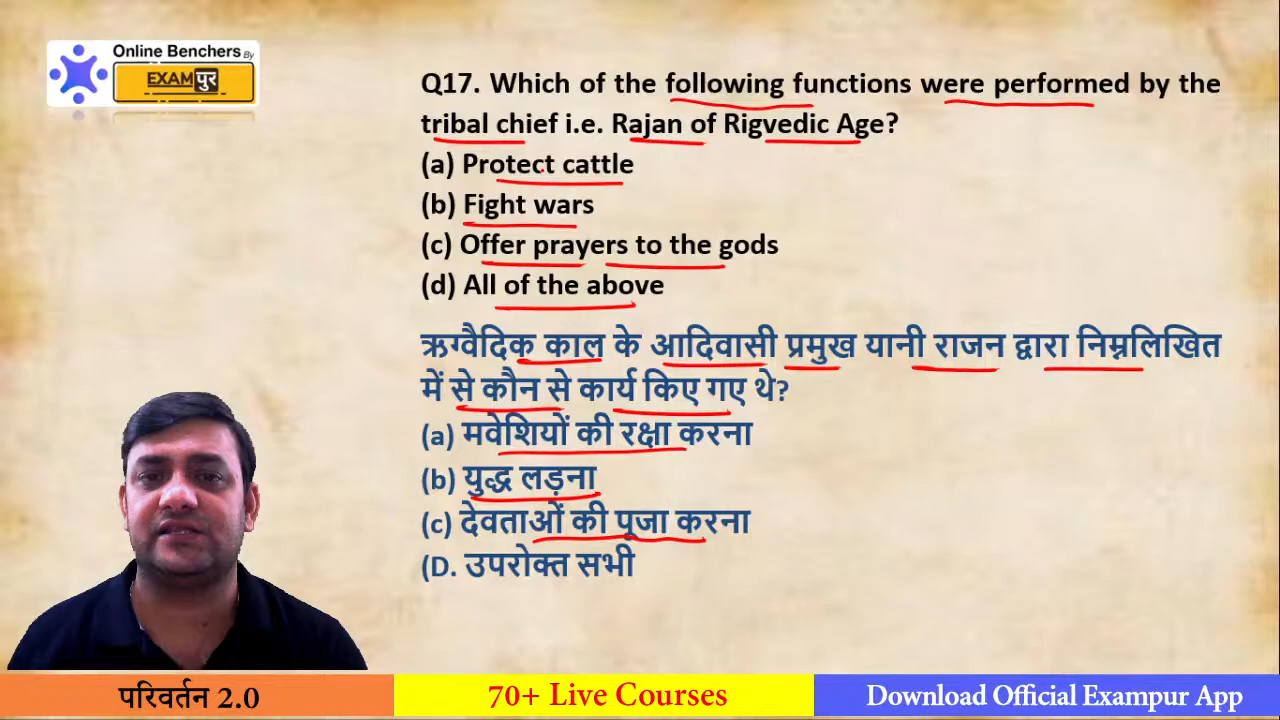 Online Benchers By
EXAMपुर
Q17. Which of the following functions were performed by the
tribal chief i.e. Rajan of Rigvedic Age?
(a) Protect cattle
(b) Fight wars
(c) Offer prayers to the gods
(d) All of the above
ऋग्वैदिक काल के आदिवासी प्रमुख यानी राजन द्वारा निम्नलिखित
में से कौन से कार्य किए गए थे?
(a) मवेशियों की रक्षा करना
(b) युद्ध लड़ना
(c) देवताओं की पूजा करना
(D. उपरोक्त सभी
परिवर्तन 2.0
70+ Live Courses
Download Official Exampur App